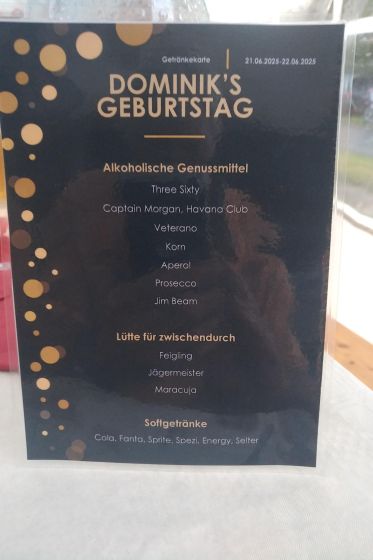 Getränkekarte
21.06.2025-22.06.2025
DOMINIK'S
GEBURTSTAG
Alkoholische Genussmittel
Three Sixty
Captain Morgan, Havana Club
Veterano
Korn
Aperol
Prosecco
Jim Beam
Lütte für zwischendurch
Feigling
Jägermeister
Maracuja
Softgetränke
Cola, Fanta, Sprite, Spezi, Energy, Selter